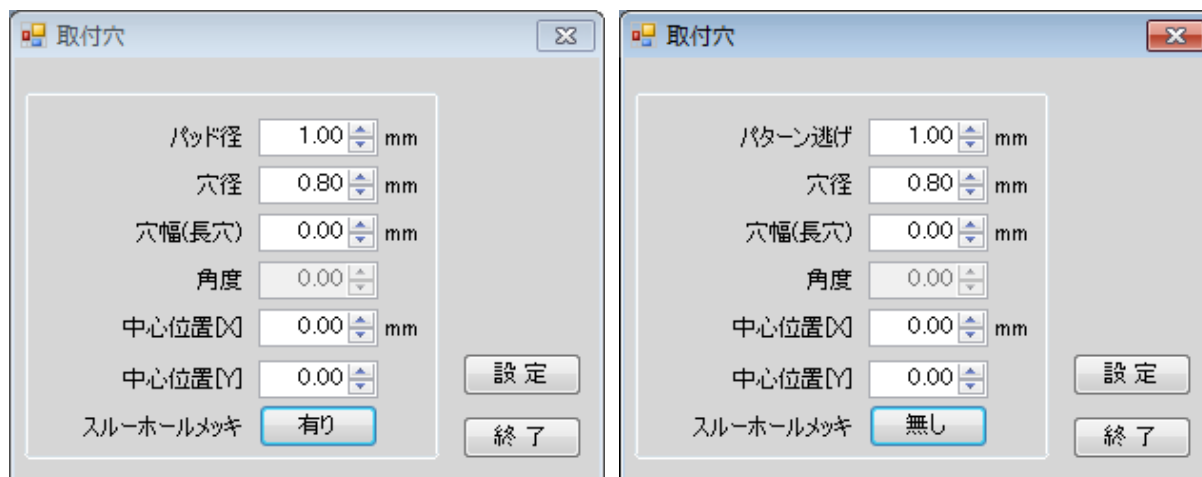 取付穴
パッド径 1.00 mm
穴径 0.80 mm
穴幅(長穴) 0.00 mm
角度 0.00
中心位置[X] 0.00 mm
中心位置[Y] 0.00
設定
スルーホールメッキ 有り
終了
取付穴
パターン逃げ 1.00 mm
穴径 0.80 mm
穴幅(長穴) 0.00 mm
角度 0.00
中心位置[X] 0.00 mm
中心位置[Y] 0.00
設定
スルーホールメッキ 無し
終了